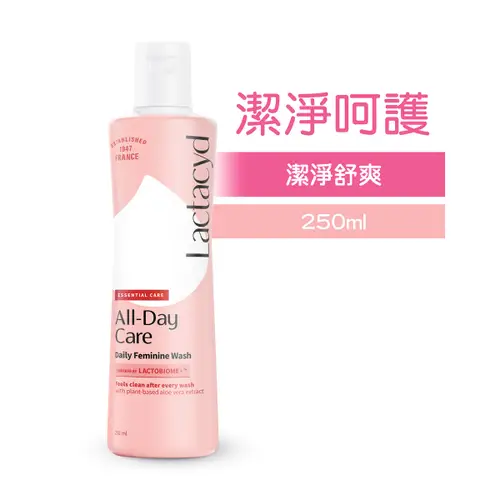 潔淨呵護
潔淨舒爽
250ml
ESTABLISHED
1947
FRANCE
Lactacyd
ESSENTIAL CARE
All-Day
Care
Daily Feminine Wash
LACTOBIOME+™
Feels clean after every wash
with plant-based aloe vera extract
250 ml